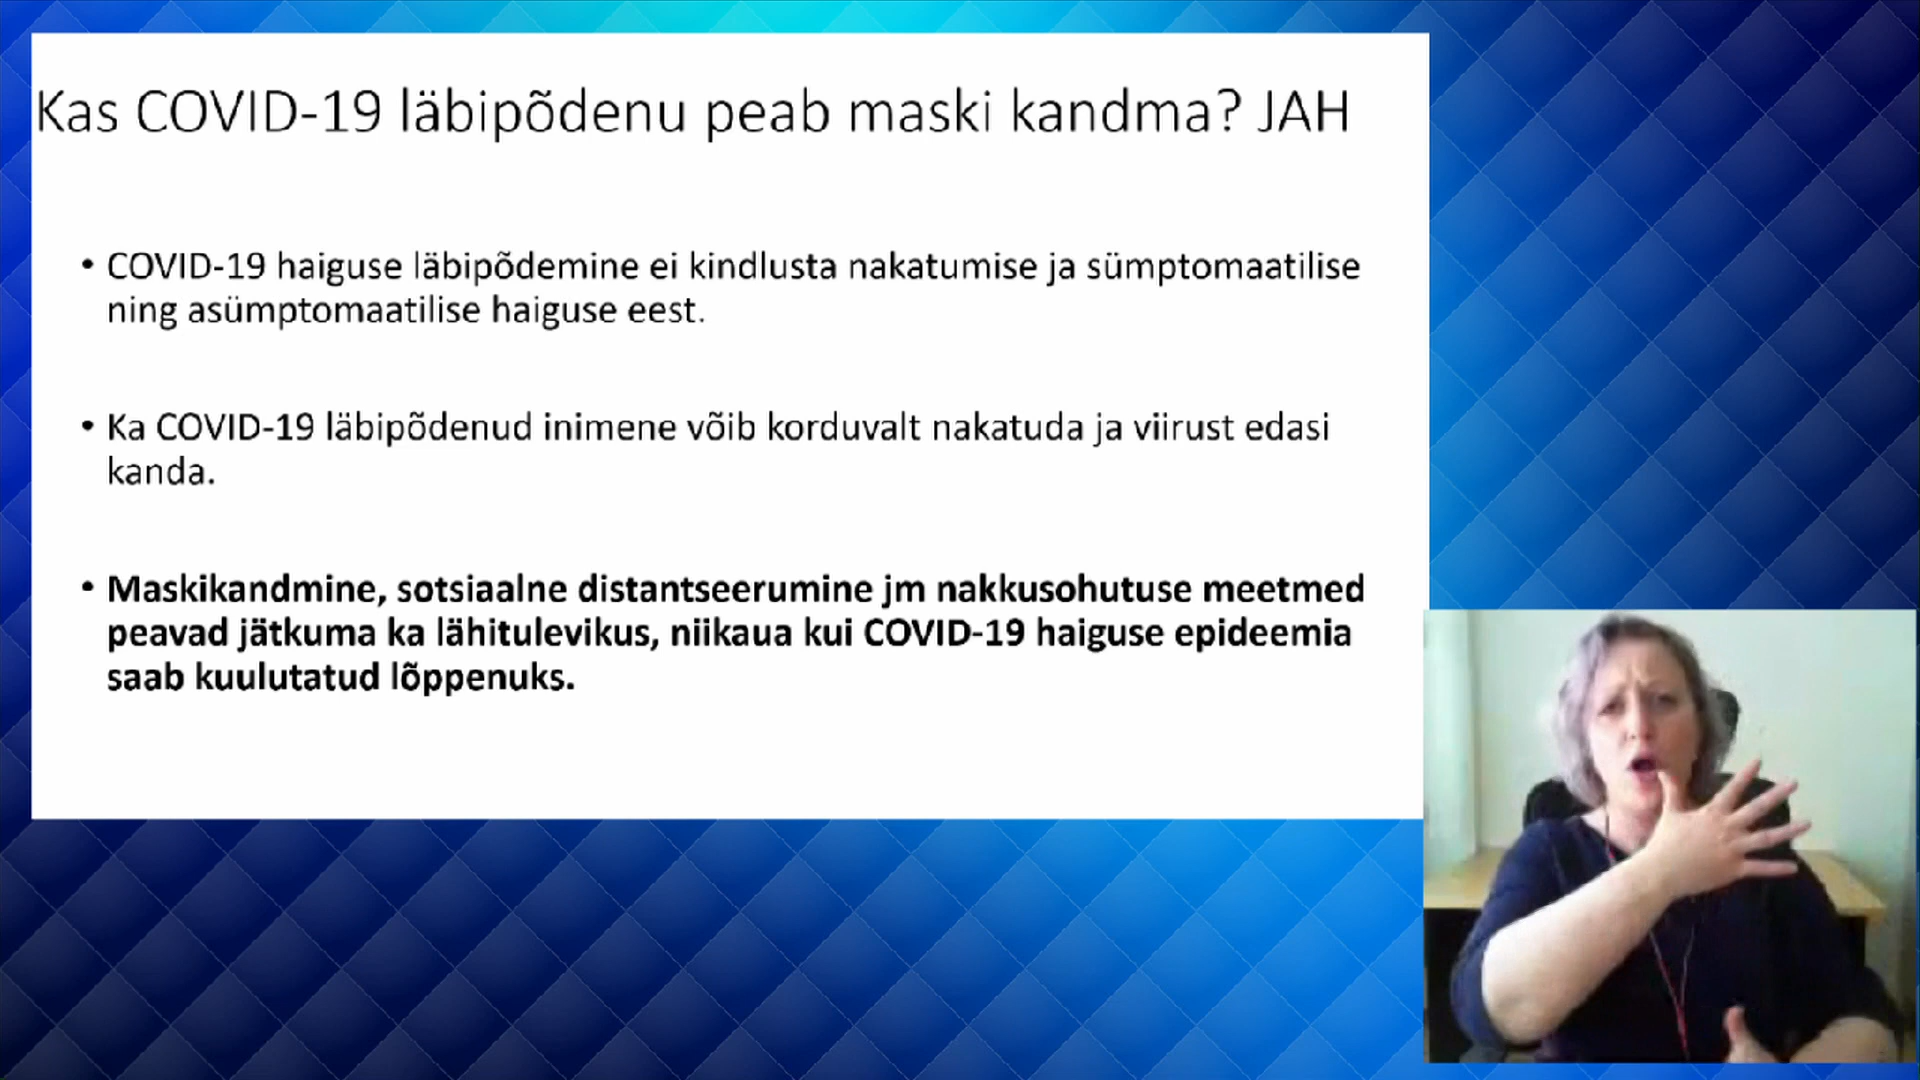 Kas COVID-19 läbipõdenu peab maski kandma? JAH
• COVID-19 haiguse läbipõdemine ei kindlusta nakatumise ja sümptomaatilise
ning asümptomaatilise haiguse eest.
• Ka COVID-19 läbipõdenud inimene võib korduvalt nakatuda ja viirust edasi
kanda.
• Maskikandmine, sotsiaalne distantseerumine jm nakkusohutuse meetmed
peavad jätkuma ka lähitulevikus, niikaua kui COVID-19 haiguse epideemia
saab kuulutatud lõppenuks.